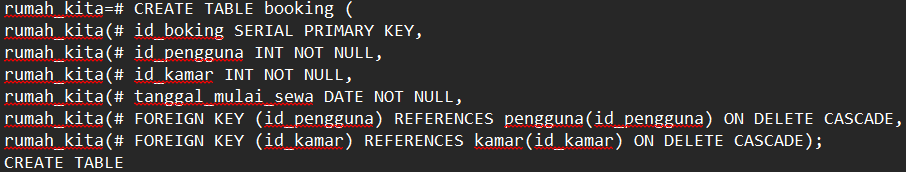 rumah_kita=# CREATE TABLE booking (
rumah_kita(# id_boking SERIAL PRIMARY KEY,
rumah_kita(# id_pengguna INT NOT NULL,
rumah_kita(# id_kamar INT NOT NULL,
rumah_kita(# tanggal_mulai_sewa DATE NOT NULL,
rumah_kita(# FOREIGN KEY (id_pengguna) REFERENCES pengguna(id_pengguna) ON DELETE CASCADE,
rumah_kita(# FOREIGN KEY (id_kamar) REFERENCES kamar(id_kamar) ON DELETE CASCADE);
CREATE TABLE